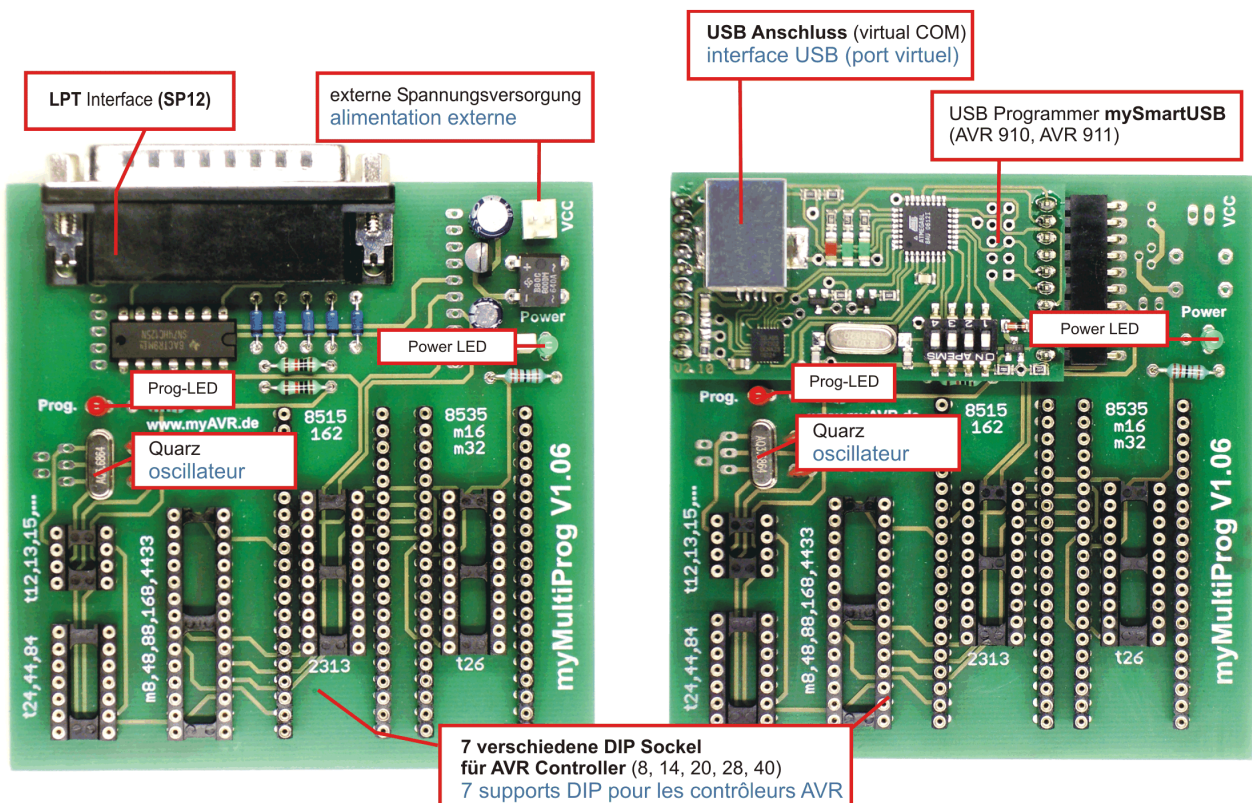 LPT Interface (SP12)
externe Spannungsversorgung
alimentation externe
USB Anschluss (virtual COM)
interface USB (port virtuel)
USB Programmer mySmartUSB
(AVR 910, AVR 911)
VCC
Power
Power LED
Prog-LED
Prog.
www.myAVR.de
Quarz
oscillateur
SN74HC125N
8515
162
8535
m16
m32
t12,13,15,...
m8,48,88,168,4433
t24,44,84
2313
t26
myMultiProg V1.06
VCC
Power
Power LED
Prog-LED
Prog.
Quarz
oscillateur
ON APEMS
8515
162
8535
m16
m32
t12,13,15,...
m8,48,88,168,4433
t24,44,84
2313
t26
myMultiProg V1.06
7 verschiedene DIP Sockel
für AVR Controller (8, 14, 20, 28, 40)
7 supports DIP pour les contrôleurs AVR